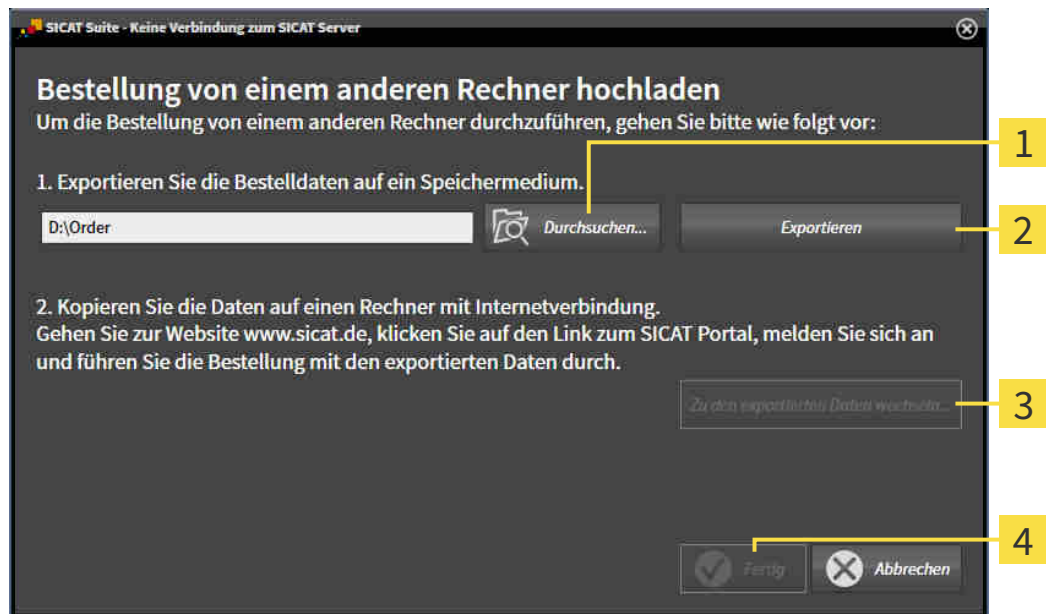 SICAT Suite - Keine Verbindung zum SICAT Server
Bestellung von einem anderen Rechner hochladen
Um die Bestellung von einem anderen Rechner durchzuführen, gehen Sie bitte wie folgt vor:
1
1. Exportieren Sie die Bestelldaten auf ein Speichermedium.
D:\Order
Durchsuchen...
Exportieren
2
2. Kopieren Sie die Daten auf einen Rechner mit Internetverbindung.
Gehen Sie zur Website www.sicat.de, klicken Sie auf den Link zum SICAT Portal, melden Sie sich an
und führen Sie die Bestellung mit den exportierten Daten durch.
Zu den exportierten Daten wechseln...
3
4
Fertig
Abbrechen